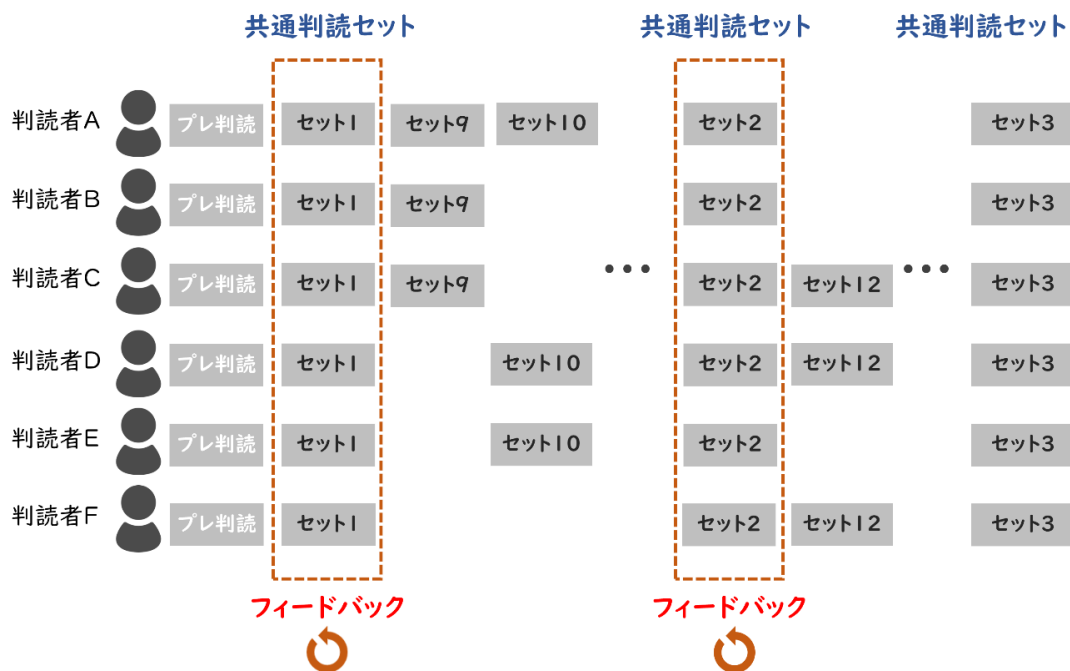 共通判読セット 共通判読セット 共通判読セット
判読者A プレ判読 セット1 セット9 セット10 セット2 セット3
判読者B プレ判読 セット1 セット9 セット2 セット3
判読者C プレ判読 セット1 セット9 ••• セット2 セット12 ••• セット3
判読者D プレ判読 セット1 セット10 セット2 セット12 セット3
判読者E プレ判読 セット1 セット10 セット2 セット3
判読者F プレ判読 セット1 セット2 セット12 セット3
フィードバック フィードバック